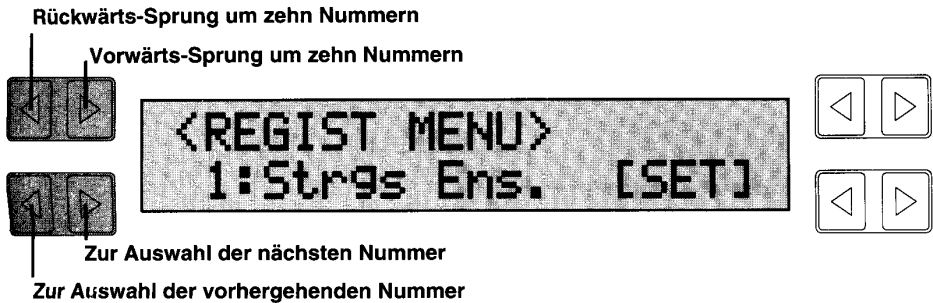 Rückwärts-Sprung um zehn Nummern
Vorwärts-Sprung um zehn Nummern
<REGIST MENU>
1:Strgs Ens. [SET]
Zur Auswahl der nächsten Nummer
Zur Auswahl der vorhergehenden Nummer